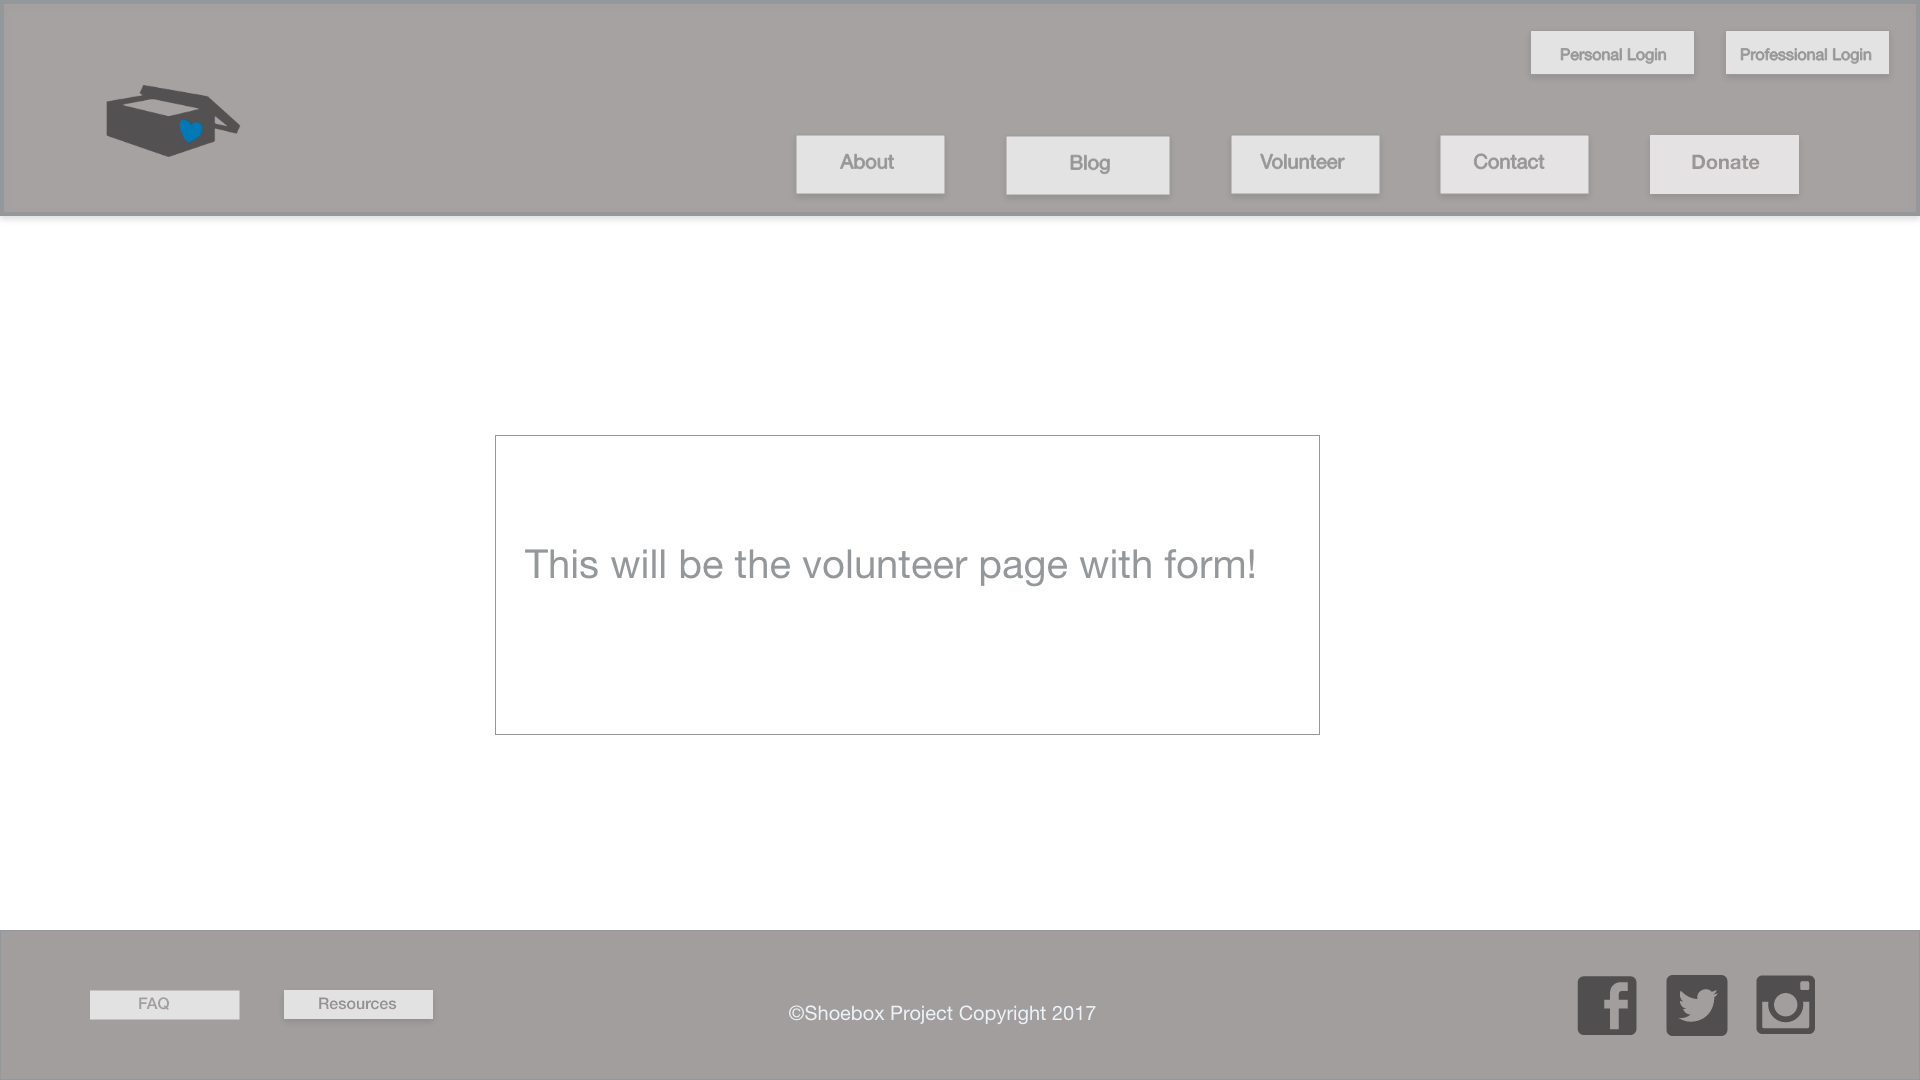 Personal Login
Professional Login
About
Blog
Volunteer
Contact
Donate
This will be the volunteer page with form!
FAQ
Resources
©Shoebox Project Copyright 2017